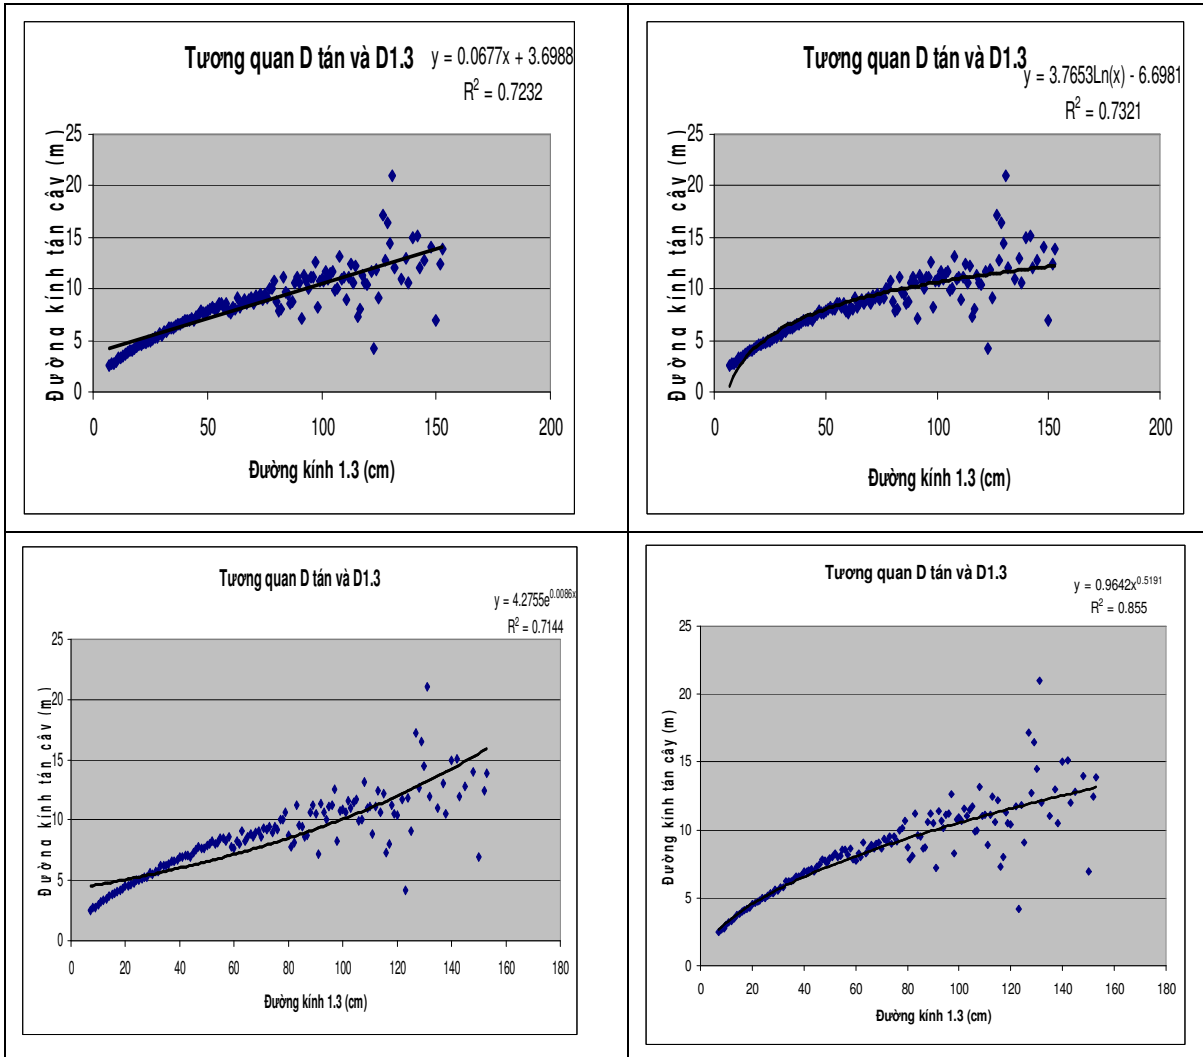 Tương quan D tán và D1.3
y = 0.0677x + 3.6988
R² = 0.7232
Đường kính tán câv (m)
25
20
15
10
5
0
0 50 100 150 200
Đường kính 1.3 (cm)
Tương quan D tán và D1.3
y = 3.7653Ln(x) - 6.6981
R² = 0.7321
Đường kính tán câv (m)
25
20
15
10
5
0
0 50 100 150 200
Đường kính 1.3 (cm)
Tương quan D tán và D1.3
y = 4.2755e^0.0086x
R² = 0.7144
Đường kính tán câv (m)
25
20
15
10
5
0
0 20 40 60 80 100 120 140 160 180
Đường kính 1.3 (cm)
Tương quan D tán và D1.3
y = 0.9642x^0.5191
R² = 0.855
Đường kính tán cây (m)
25
20
15
10
5
0
0 20 40 60 80 100 120 140 160 180
Đường kính 1.3 (cm)